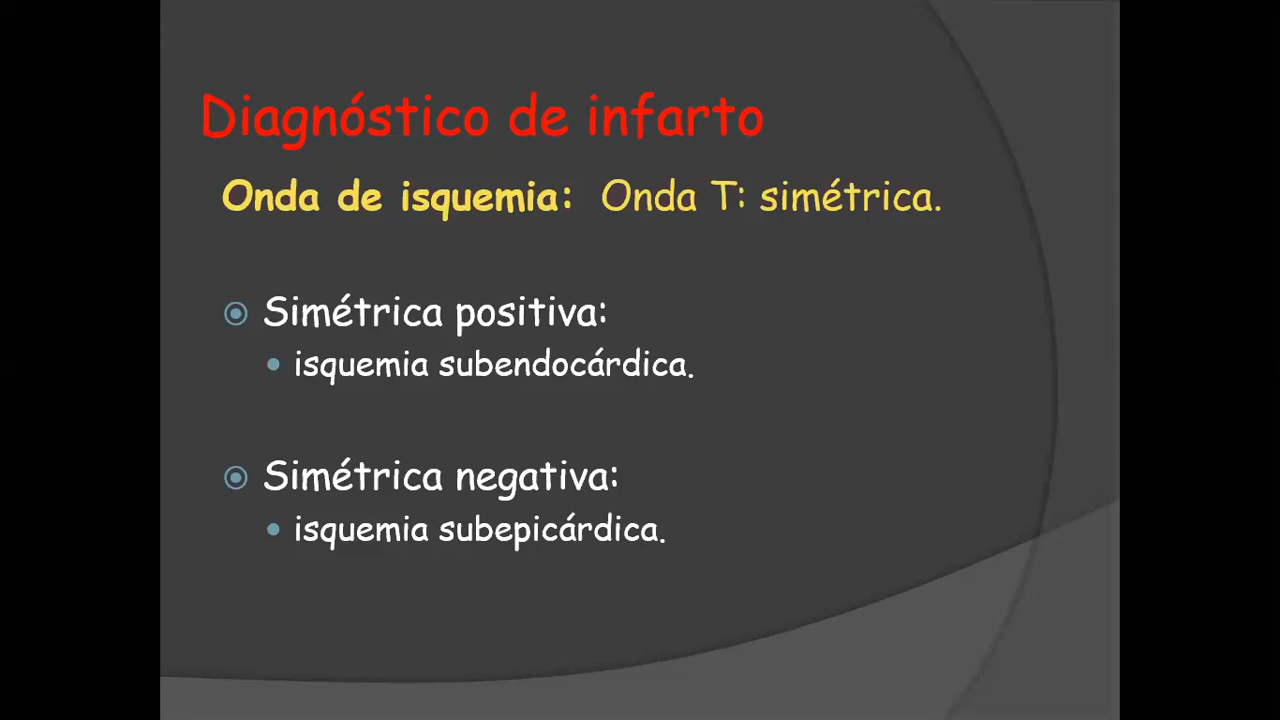 Diagnóstico de infarto
Onda de isquemia: Onda T: simétrica.
Simétrica positiva:
isquemia subendocárdica.
Simétrica negativa:
isquemia subepicárdica.